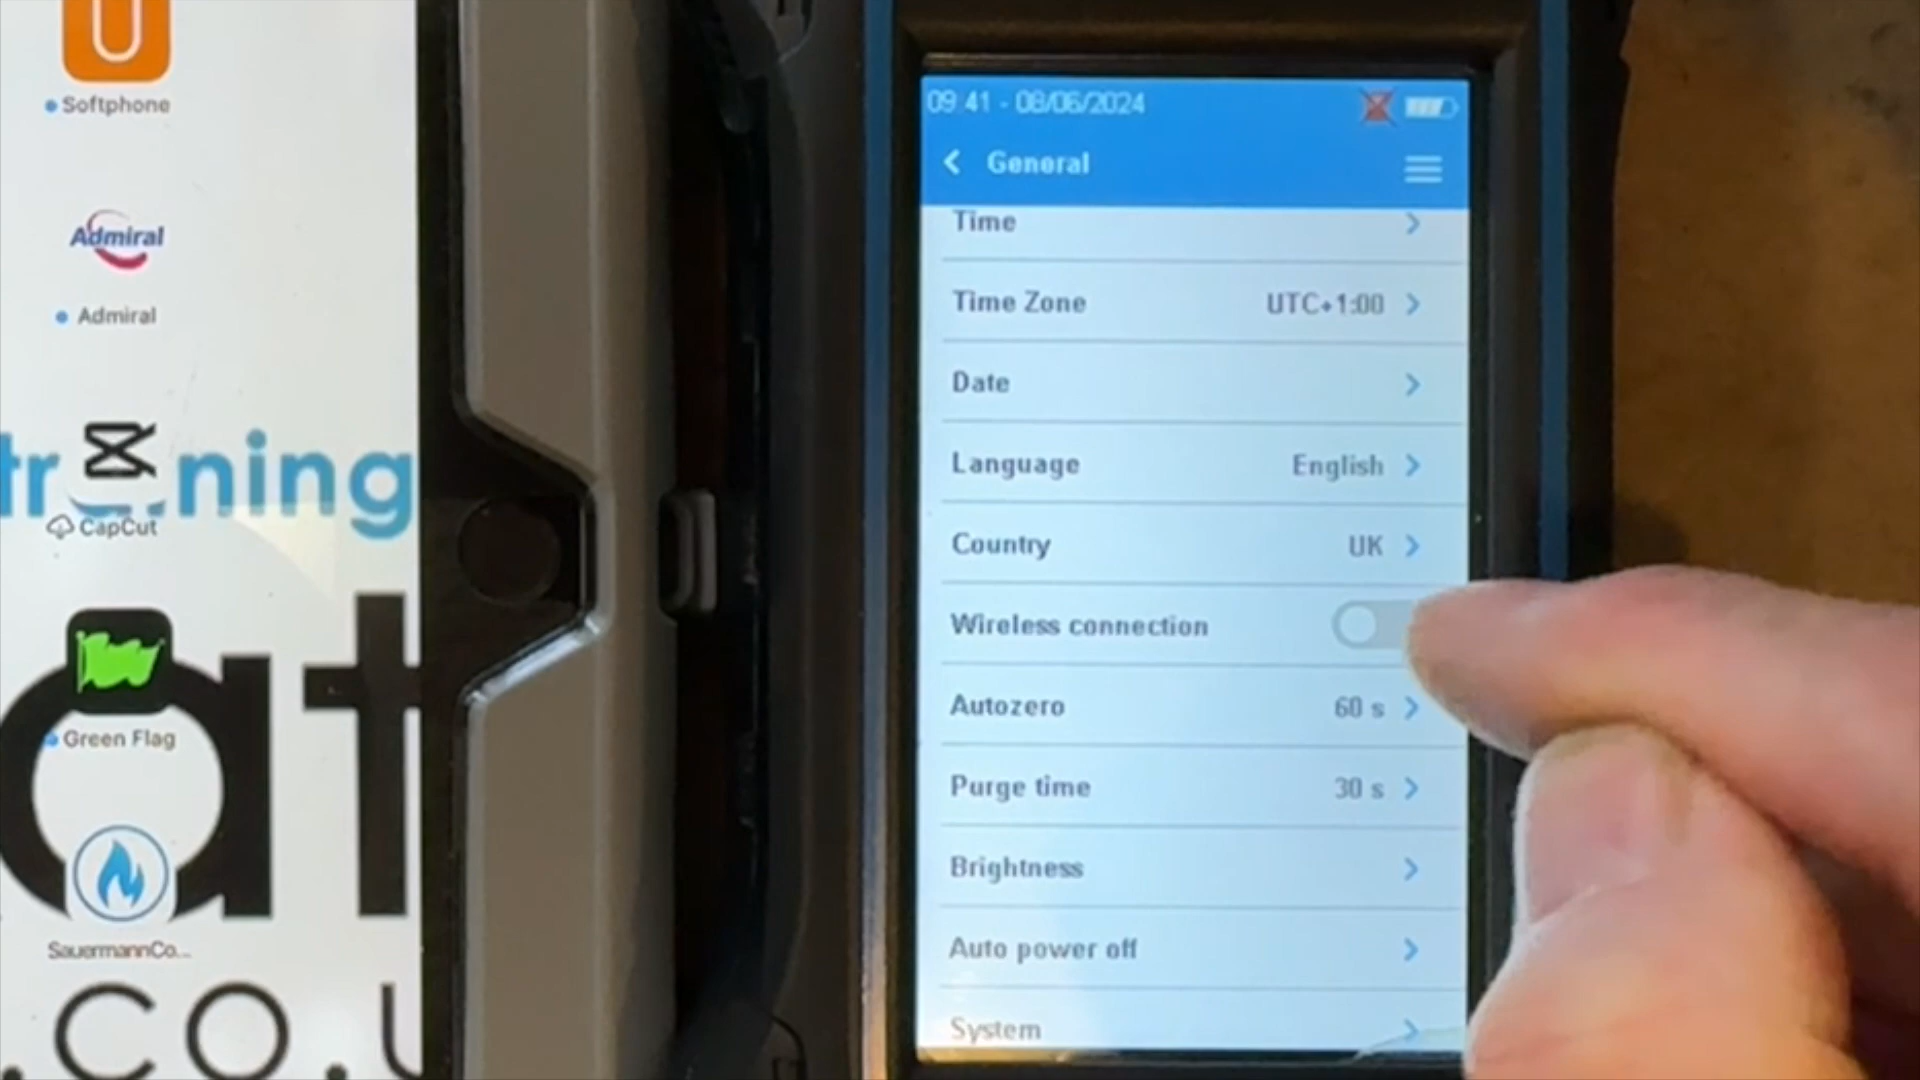 Softphone
Admiral
Admiral
tr ning
CapCut
Green Flag
at
SauermannCo...
.co.u
09:41 - 08/06/2024
General
Time
Time Zone UTC+1:00
Date
Language English
Country UK
Wireless connection
Autozero 60 s
Purge time 30 s
Brightness
Auto power off
System